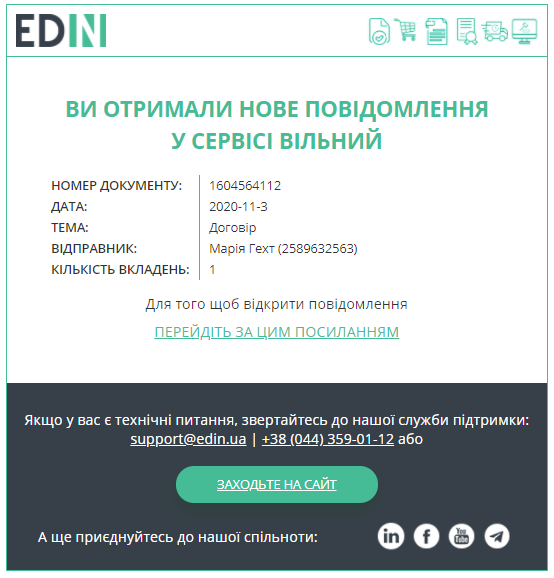 EDIN
ВИ ОТРИМАЛИ НОВЕ ПОВІДОМЛЕННЯ
У СЕРВІСІ ВІЛЬНИЙ
НОМЕР ДОКУМЕНТУ: 1604564112
ДАТА: 2020-11-3
ТЕМА: Договір
ВІДПРАВНИК: Марія Гехт (2589632563)
КІЛЬКІСТЬ ВКЛАДЕНЬ: 1
Для того щоб відкрити повідомлення
ПЕРЕЙДІТЬ ЗА ЦИМ ПОСИЛАННЯМ
Якщо у вас є технічні питання, звертайтесь до нашої служби підтримки:
support@edin.ua | +38 (044) 359-01-12 або
ЗАХОДЬТЕ НА САЙТ
А ще приєднуйтесь до нашої спільноти:
in f You Tube